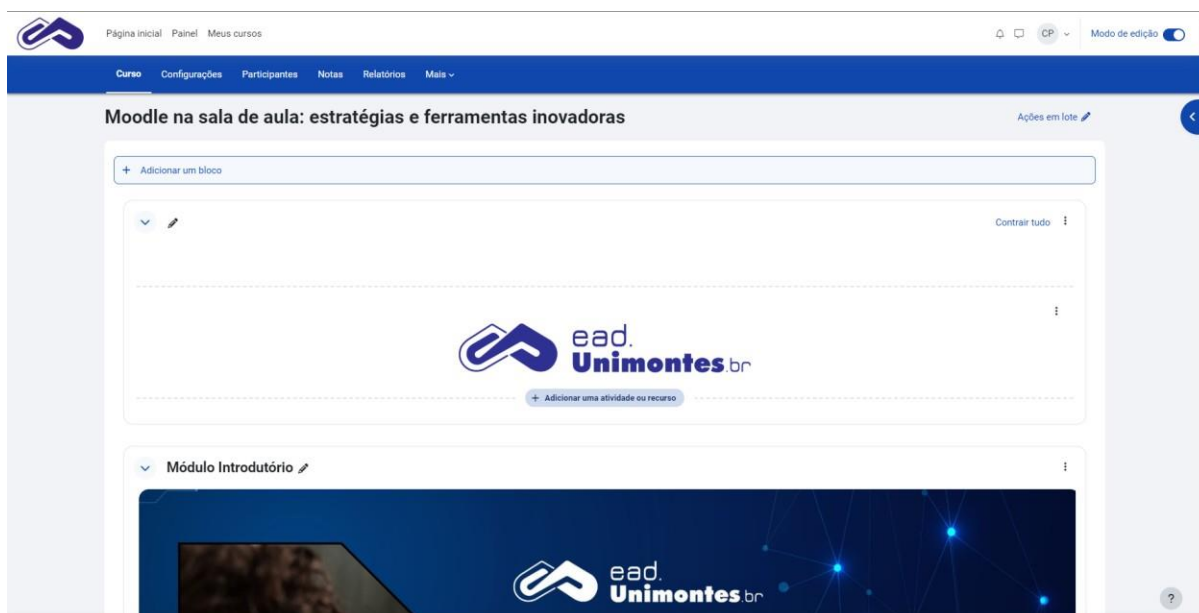 Página inicial Painel Meus cursos
CP
Modo de edição
Curso Configurações Participantes Notas Relatórios Mais
Moodle na sala de aula: estratégias e ferramentas inovadoras
Ações em lote
+ Adicionar um bloco
Contrair tudo
ead.
Unimontes.br
+ Adicionar uma atividade ou recurso
Módulo Introdutório
ead.
Unimontes.br
?